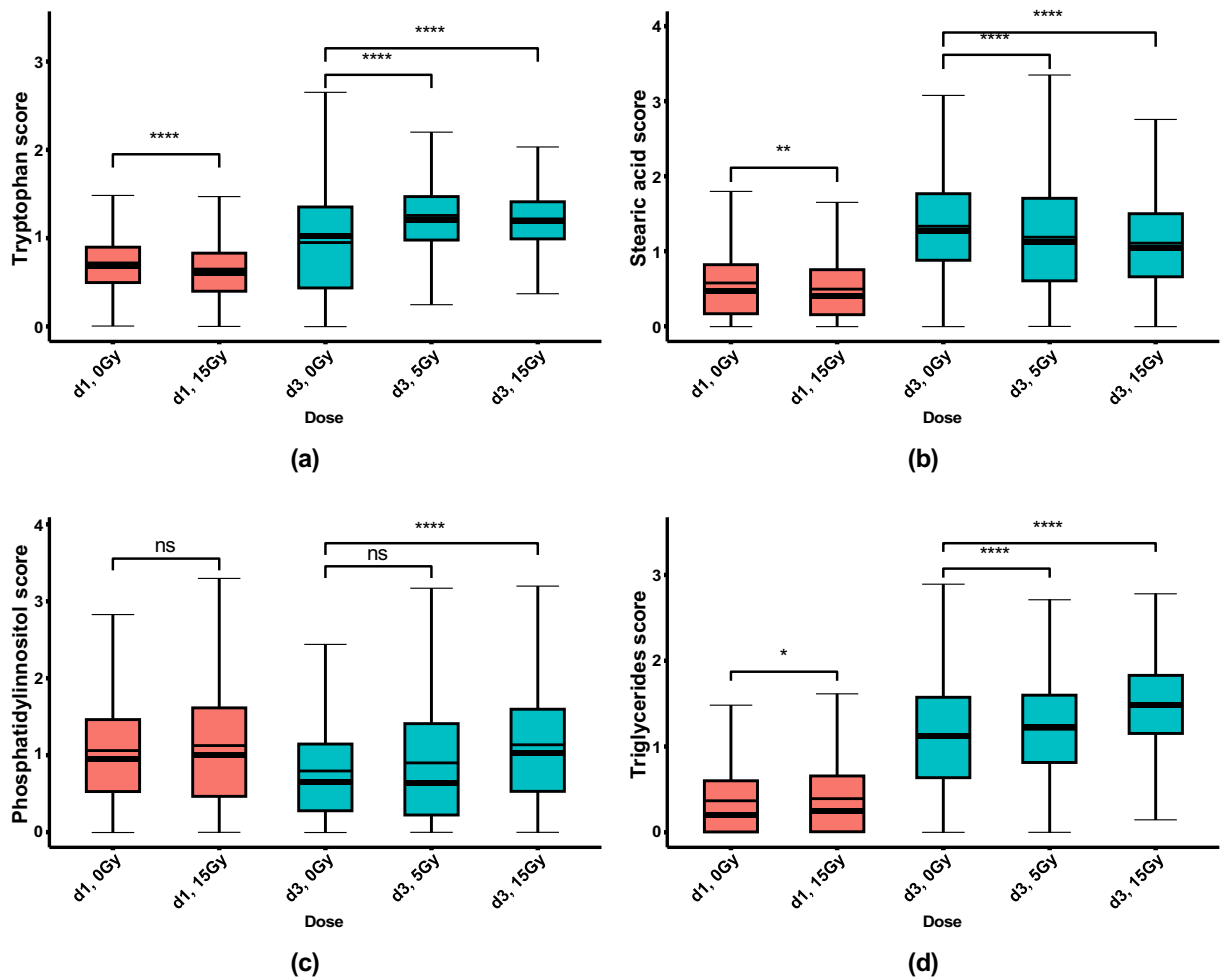 Tryptophan score
3
2
1
0
****
****
****
d1, 0Gy
d1, 15Gy
d3, 0Gy
d3, 5Gy
d3, 15Gy
Dose
(a)
Stearic acid score
4
3
2
1
0
**
****
****
d1, 0Gy
d1, 15Gy
d3, 0Gy
d3, 5Gy
d3, 15Gy
Dose
(b)
Phosphatidylinnositol score
4
3
2
1
0
ns
****
ns
d1, 0Gy
d1, 15Gy
d3, 0Gy
d3, 5Gy
d3, 15Gy
Dose
(c)
Triglycerides score
3
2
1
0
*
****
****
d1, 0Gy
d1, 15Gy
d3, 0Gy
d3, 5Gy
d3, 15Gy
Dose
(d)